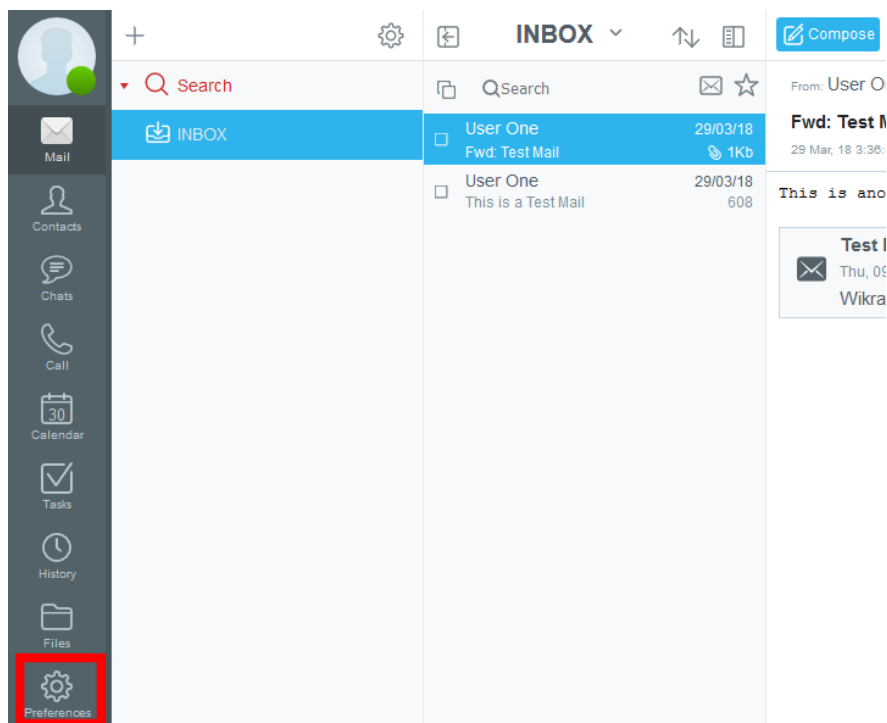 Mail
Contacts
Chats
Call
30
Calendar
Tasks
History
Files
Preferences
Search
INBOX
INBOX
Search
User One 29/03/18
Fwd: Test Mail 1Kb
User One 29/03/18
This is a Test Mail 608
Compose
From: User
Fwd: Test
29 Mar, 18 3:36:
This is ano
Test
Thu, 09
Wikra